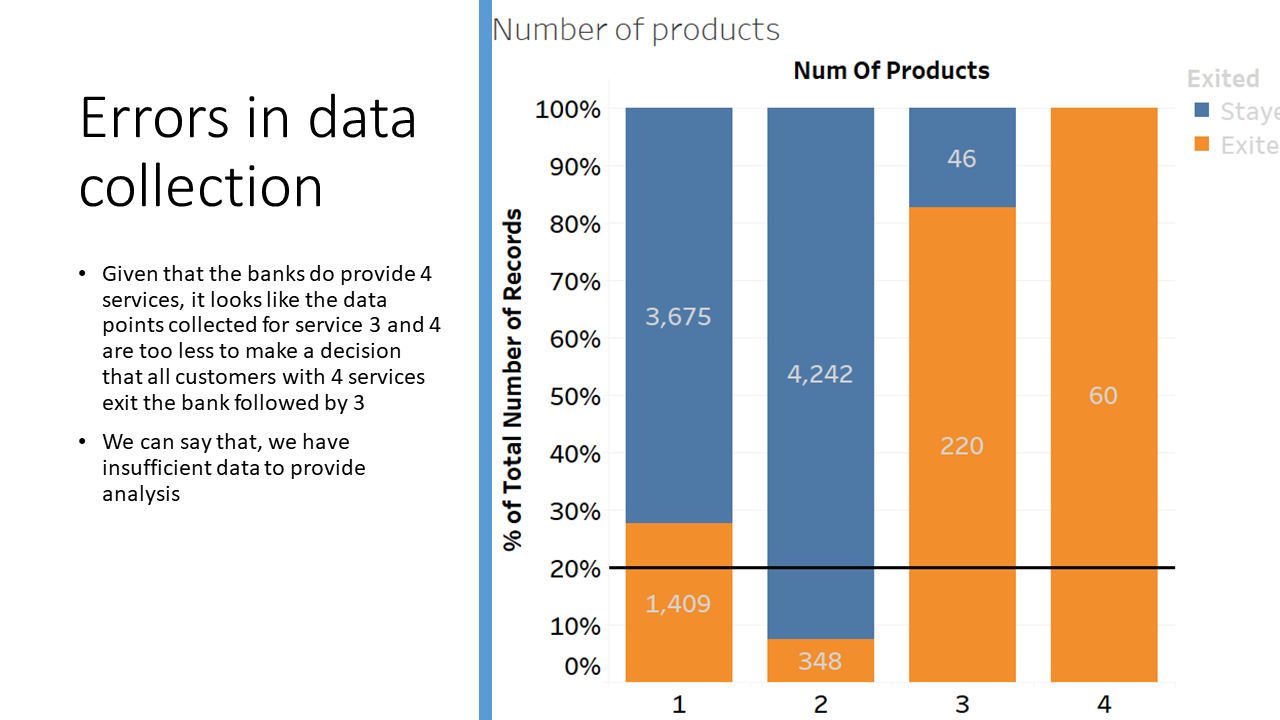 Errors in data
collection
• Given that the banks do provide 4
services, it looks like the data
points collected for service 3 and 4
are too less to make a decision
that all customers with 4 services
exit the bank followed by 3
• We can say that, we have
insufficient data to provide
analysis
Number of products
Num Of Products
Exited
Staye
Exite
% of Total Number of Records
100%
90%
80%
70%
60%
50%
40%
30%
20%
10%
0%
3,675
1,409
4,242
348
46
220
60
1
2
3
4